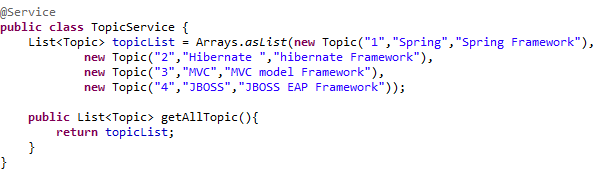 @Service
public class TopicService {
    List<Topic> topicList = Arrays.asList(new Topic("1","Spring","Spring Framework"),
            new Topic("2","Hibernate ","hibernate Framework"),
            new Topic("3","MVC","MVC model Framework"),
            new Topic("4","JBOSS","JBOSS EAP Framework"));
    public List<Topic> getAllTopic(){
        return topicList;
    }
}